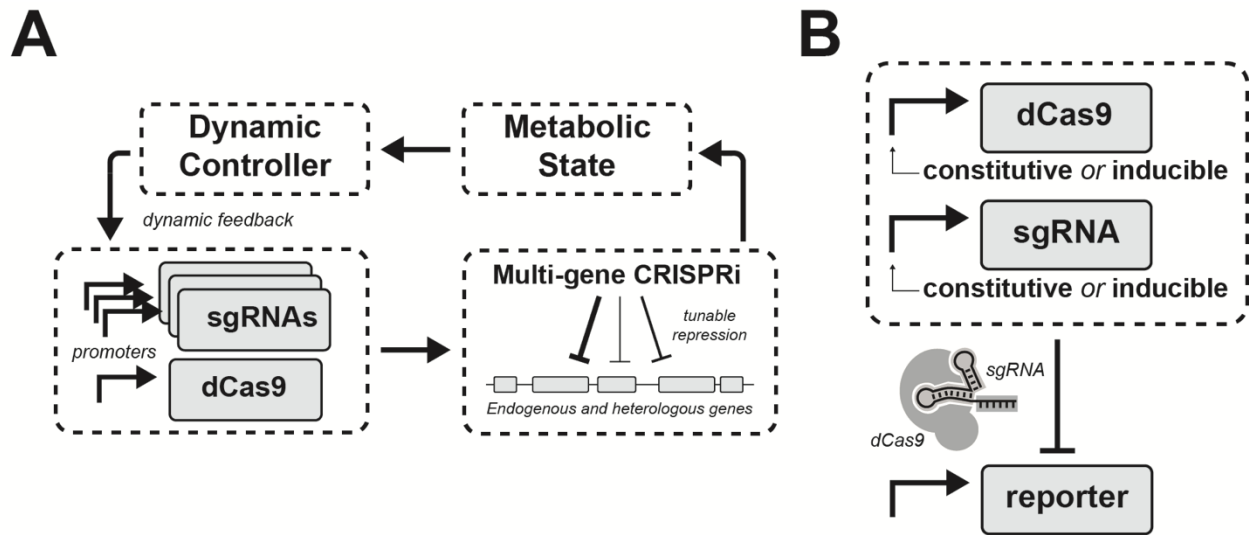 A
Dynamic
Controller
Metabolic
State
dynamic feedback
sgRNAs
promoters
dCas9
Multi-gene CRISPRi
tunable
repression
Endogenous and heterologous genes
B
dCas9
constitutive or inducible
sgRNA
constitutive or inducible
sgRNA
dCas9
reporter